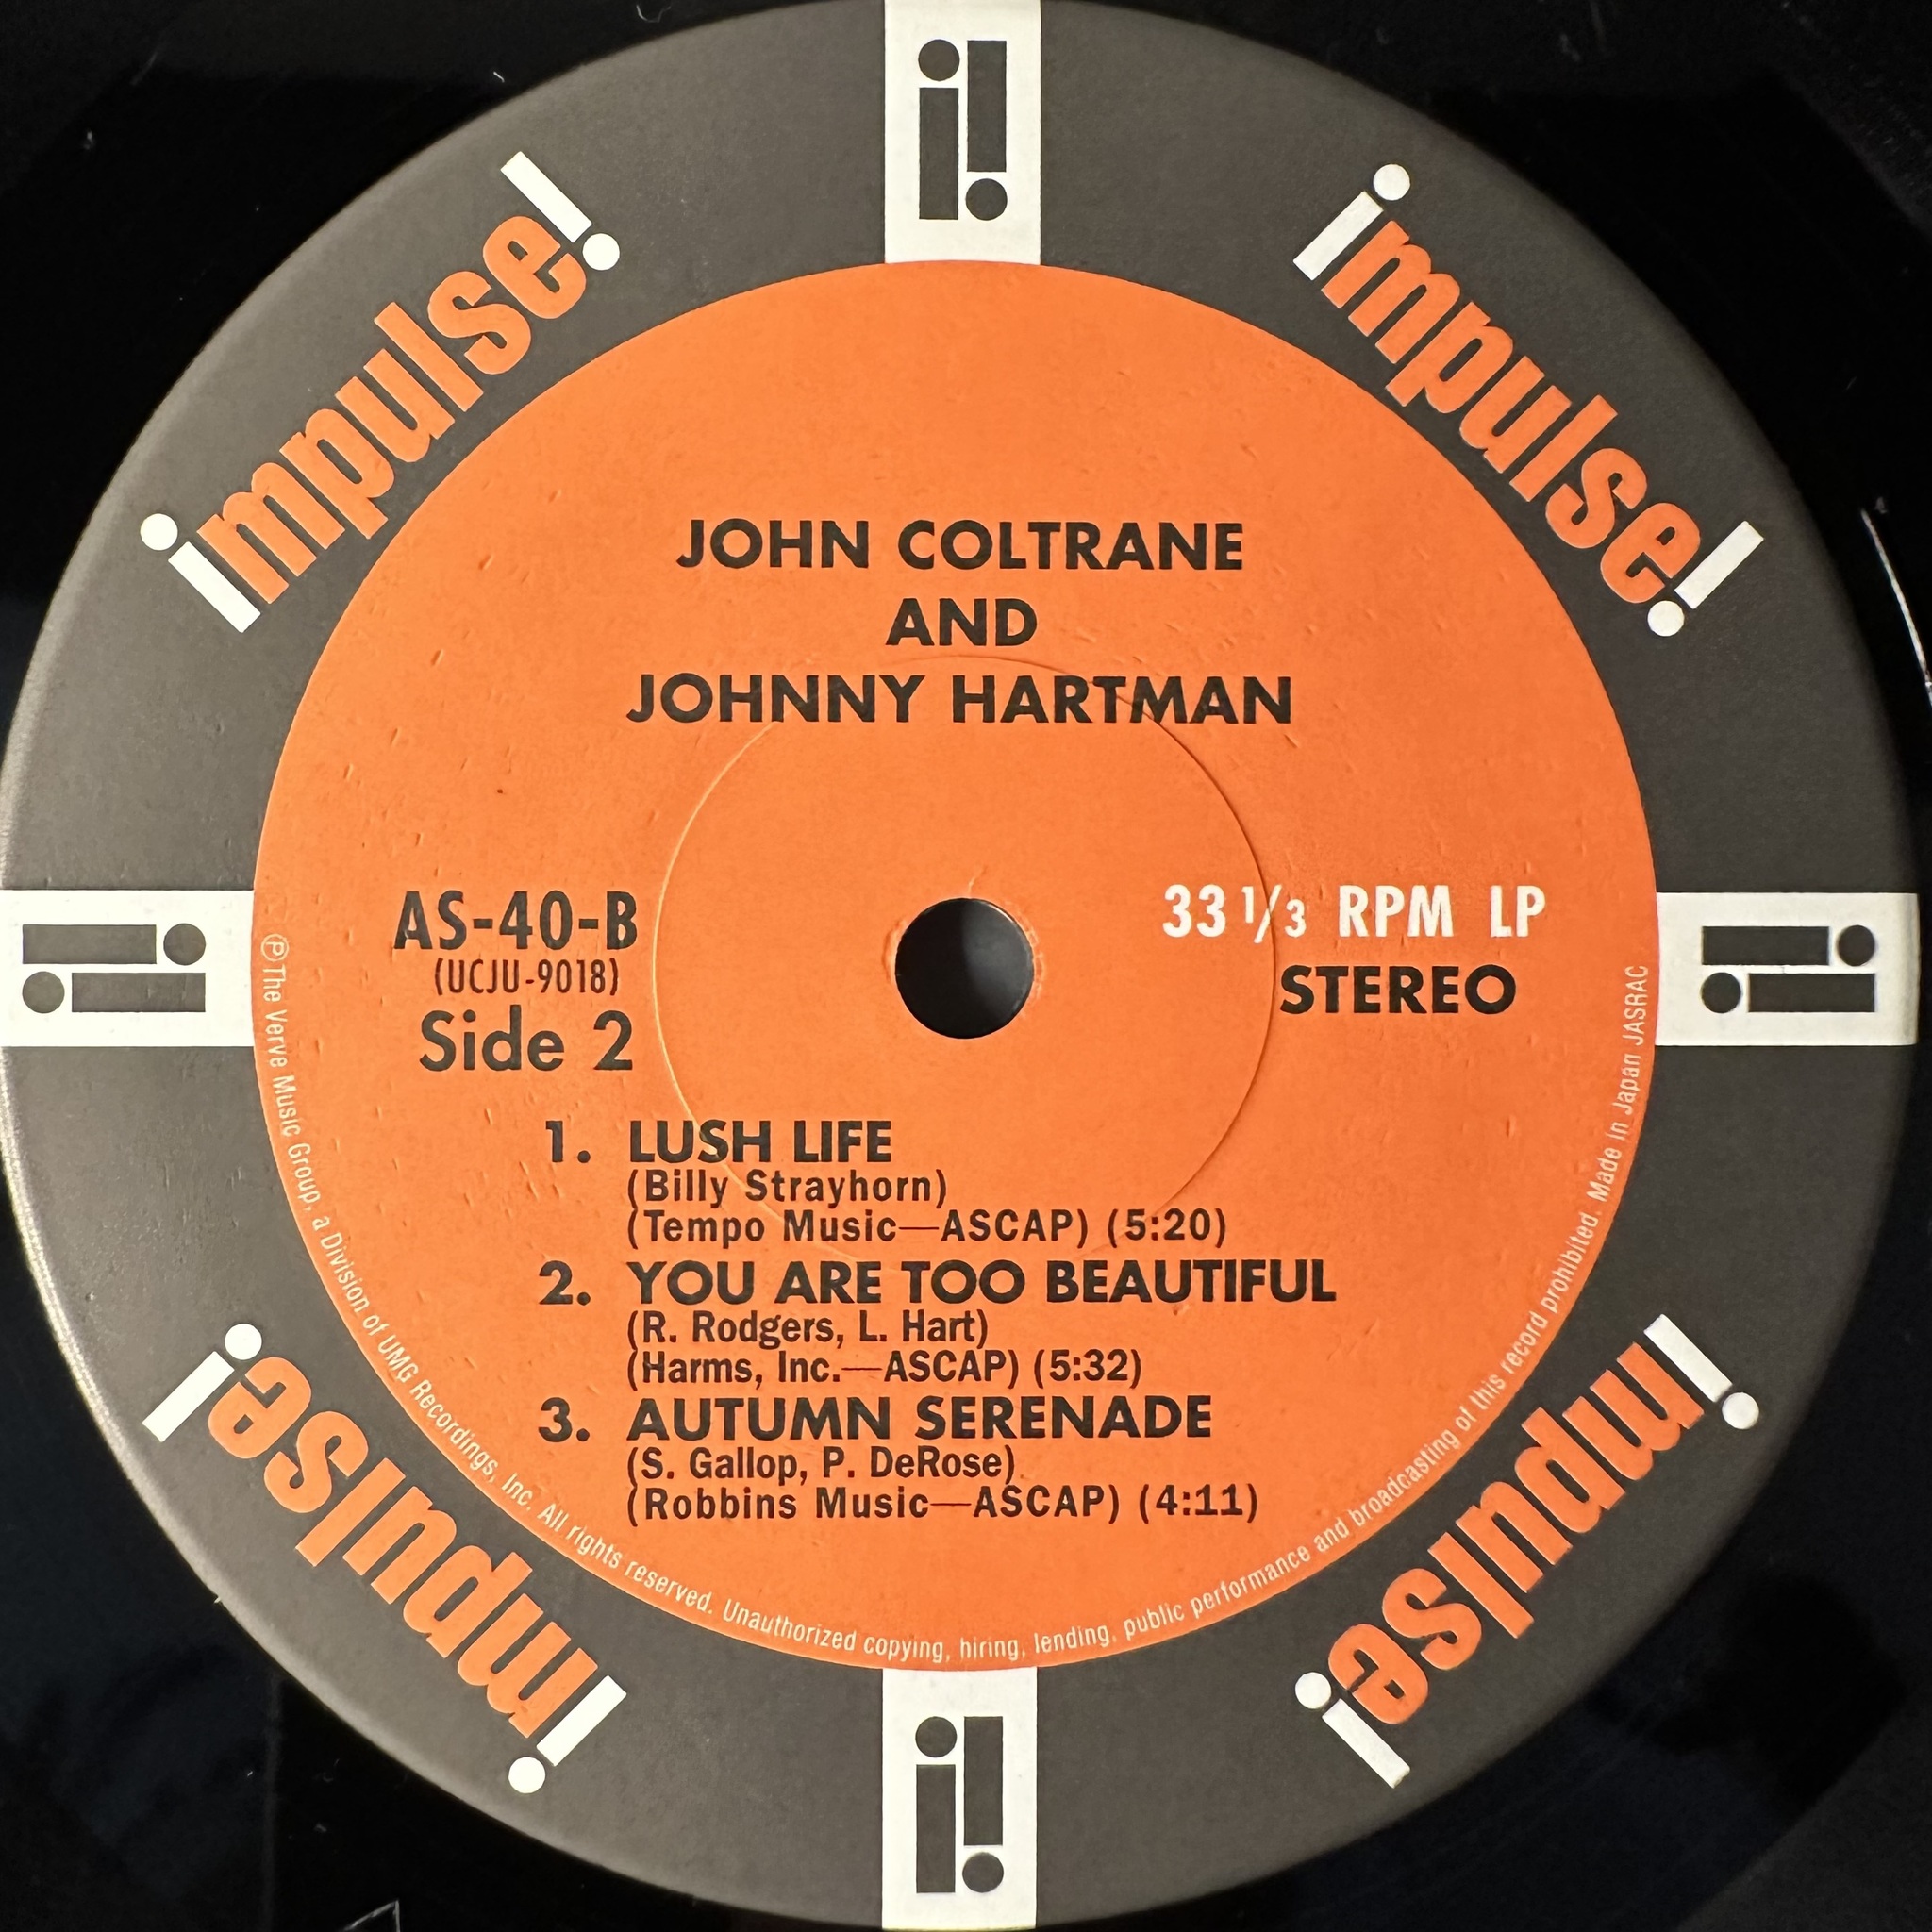 impulse!
impulse!
JOHN COLTRANE
AND
JOHNNY HARTMAN
AS-40-B
(UCJU-9018)
Side 2
33 1/3 RPM LP
STEREO
1. LUSH LIFE
(Billy Strayhorn)
(Tempo Music—ASCAP) (5:20)
2. YOU ARE TOO BEAUTIFUL
(R. Rodgers, L. Hart)
(Harms, Inc.—ASCAP) (5:32)
3. AUTUMN SERENADE
(S. Gallop, P. DeRose)
(Robbins Music—ASCAP) (4:11)
Ⓟ The Verve Music Group, a Division of UMG Recordings, Inc. All rights reserved. Unauthorized copying, hiring, lending, public performance and broadcasting of this record prohibited. Made In Japan JASRAC
impulse!
impulse!
i!
i!
i!
i!